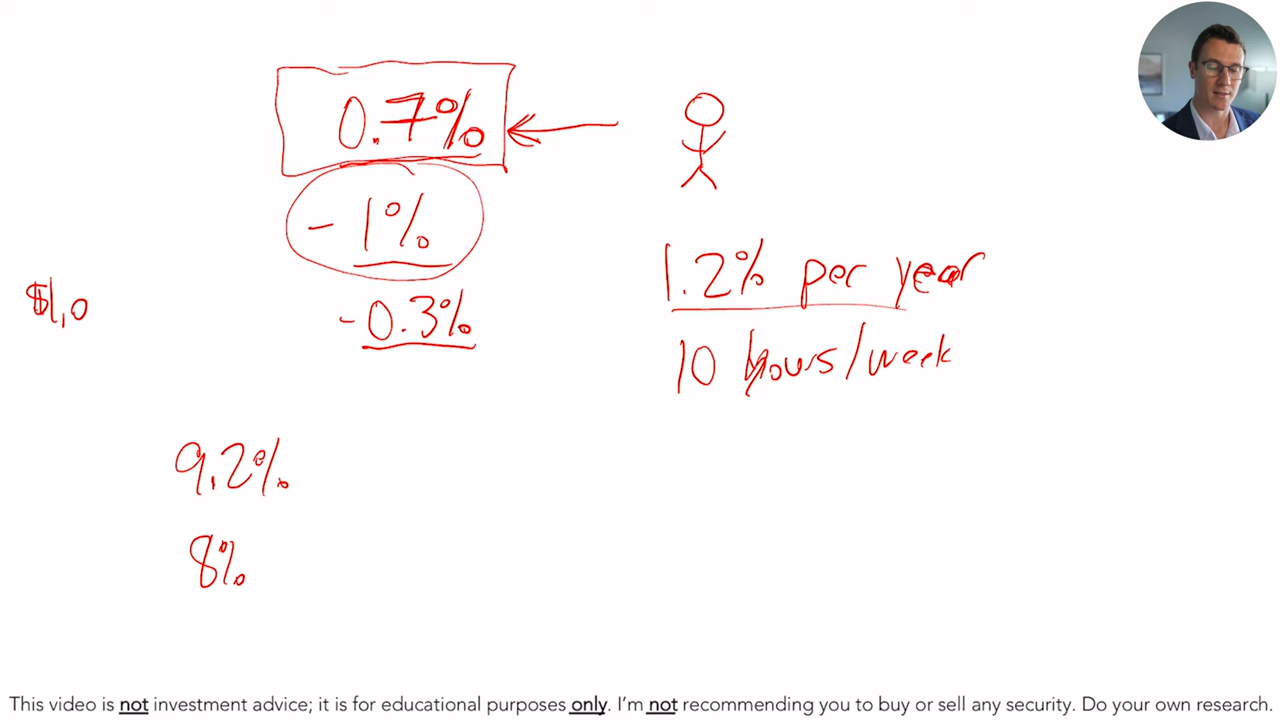 0.7%
- 1%
- 0.3%
$1,0
1.2% per year
10 hours/week
9.2%
8%
This video is not investment advice; it is for educational purposes only. I'm not recommending you to buy or sell any security. Do your own research.